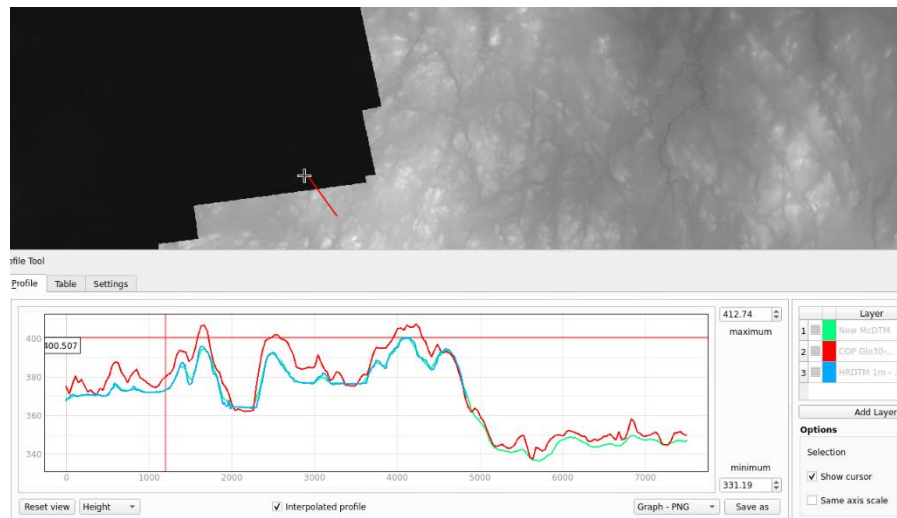 ofile Tool
Profile Table Settings
412.74
maximum
400
400.507
380
360
340
0 1000 2000 3000 4000 5000 6000 7000
minimum
331.19
Layer
1 New McDTM
2 COP Glo30-...
3 HRDTM 1m - ...
Add Layer
Options
Selection
Show cursor
Same axis scale
Reset view Height Interpolated profile Graph - PNG Save as